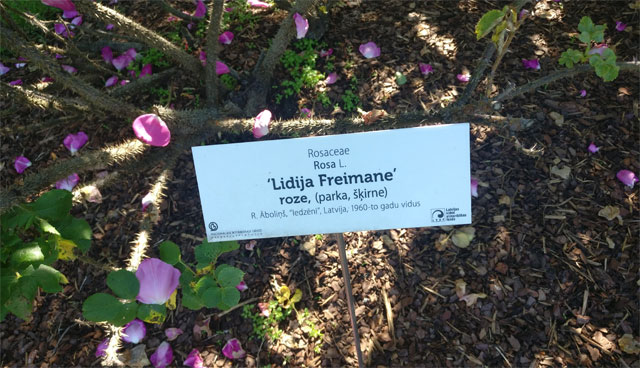 Rosaceae
Rosa L.
'Lidija Freimane'
roze, (parka, šķirne)
R. Āboliņš, "Iedzēni", Latvija, 1960-to gadu vidus